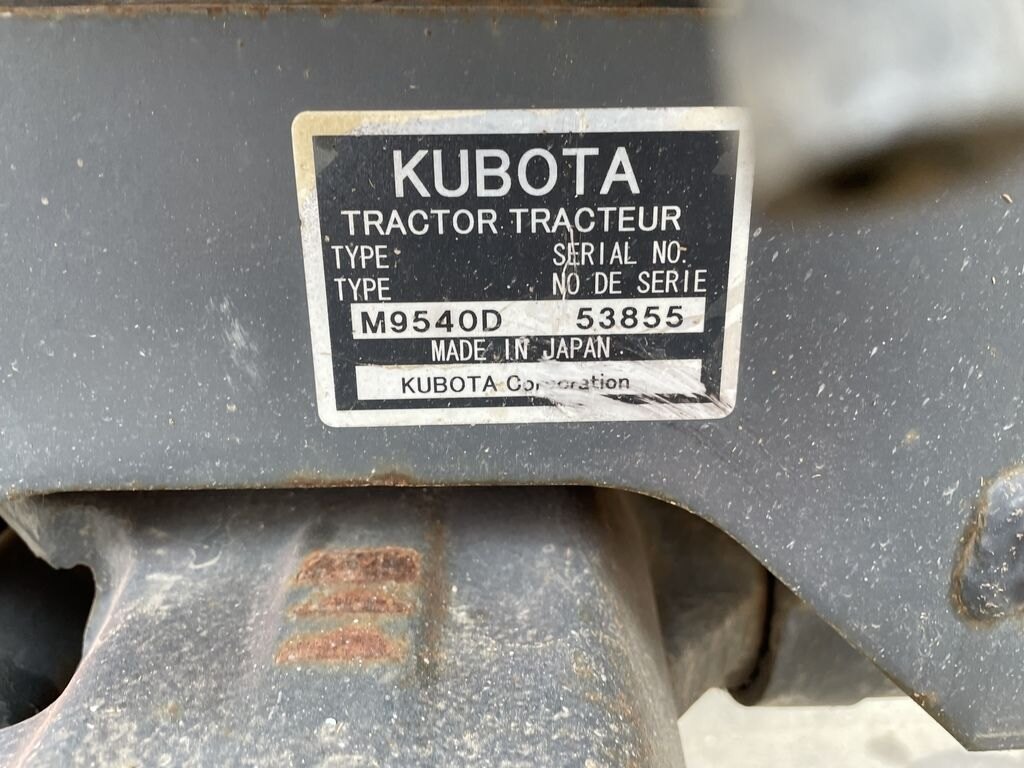 KUBOTA
TRACTOR TRACTEUR
TYPE SERIAL NO.
TYPE NO DE SERIE
M9540D 53855
MADE IN JAPAN
KUBOTA Corporation